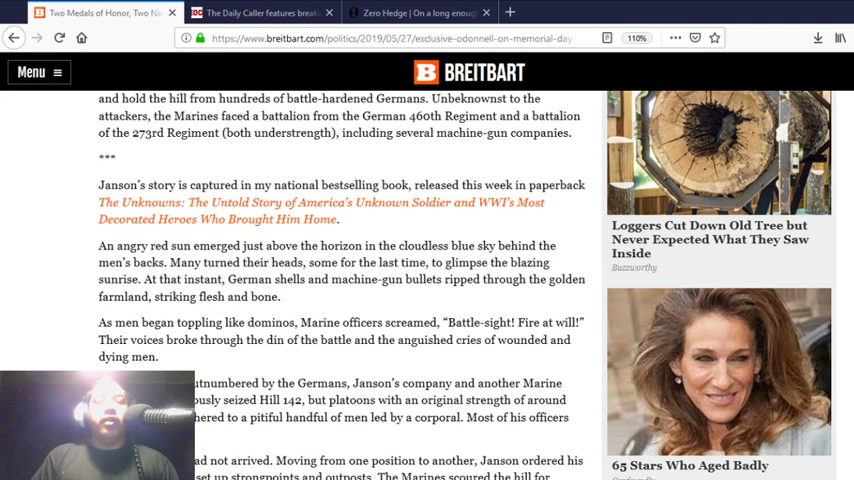 Two Medals of Honor, Two Na
The Daily Caller features break
Zero Hedge | On a long enoug
https://www.breitbart.com/politics/2019/05/27/exclusive-odonnell-on-memorial-day-
110%
Menu
B BREITBART
and hold the hill from hundreds of battle-hardened Germans. Unbeknownst to the
attackers, the Marines faced a battalion from the German 460th Regiment and a battalion
of the 273rd Regiment (both understrength), including several machine-gun companies.
***
Janson's story is captured in my national bestselling book, released this week in paperback
The Unknowns: The Untold Story of America's Unknown Soldier and WWI's Most
Decorated Heroes Who Brought Him Home.
An angry red sun emerged just above the horizon in the cloudless blue sky behind the
men's backs. Many turned their heads, some for the last time, to glimpse the blazing
sunrise. At that instant, German shells and machine-gun bullets ripped through the golden
farmland, striking flesh and bone.
As men began toppling like dominos, Marine officers screamed, "Battle-sight! Fire at will!"
Their voices broke through the din of the battle and the anguished cries of wounded and
dying men.
utnumbered by the Germans, Janson's company and another Marine
ously seized Hill 142, but platoons with an original strength of around
hered to a pitiful handful of men led by a corporal. Most of his officers
ad not arrived. Moving from one position to another, Janson ordered his
set up strongpoints and outposts. The Marines scoured the hill for
Loggers Cut Down Old Tree but
Never Expected What They Saw
Inside
Buzzworthy
65 Stars Who Aged Badly